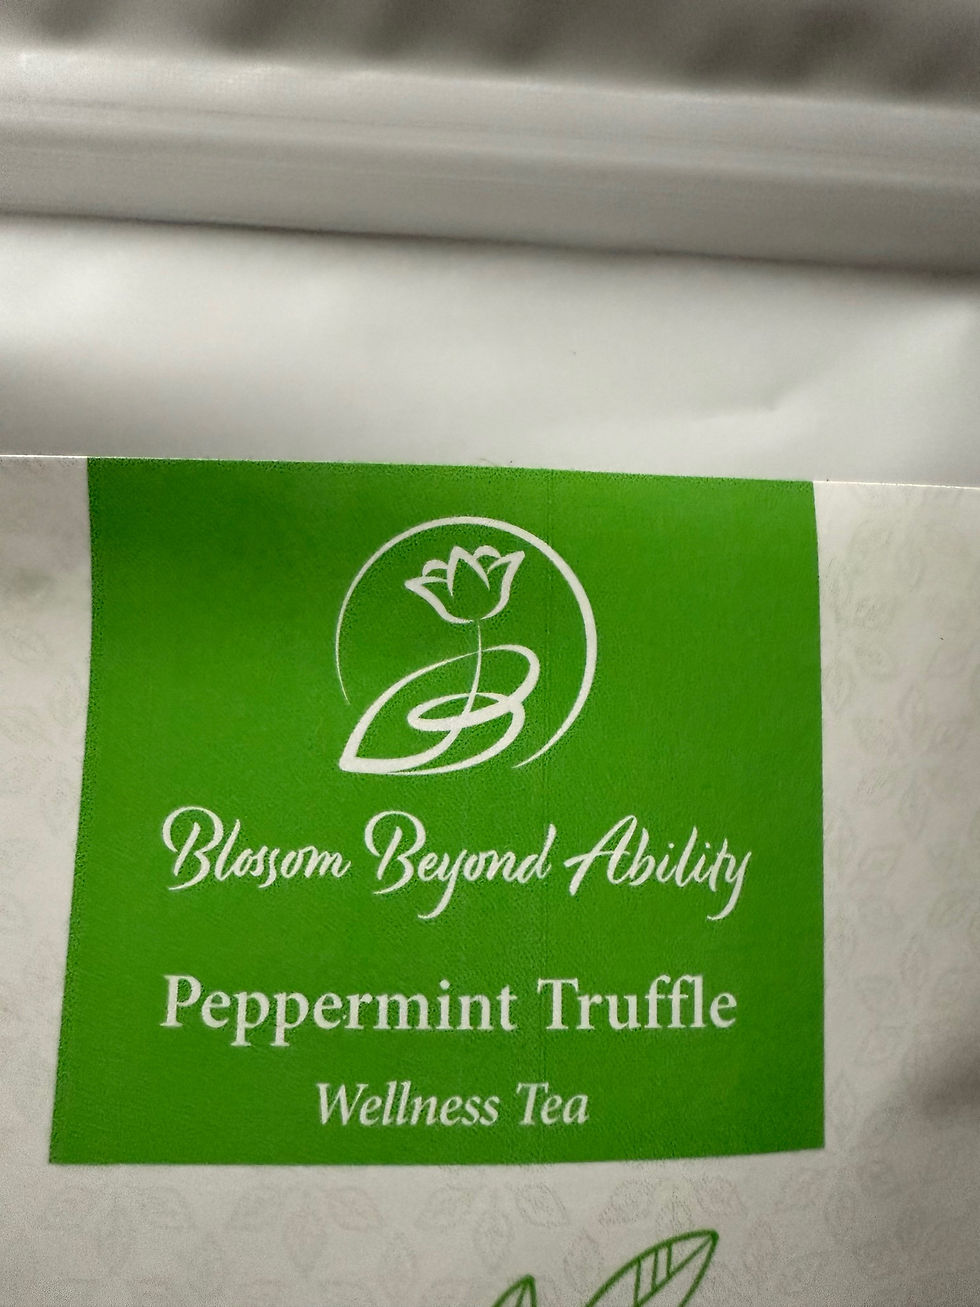 Blossom Beyond Ability
Peppermint Truffle
Wellness Tea